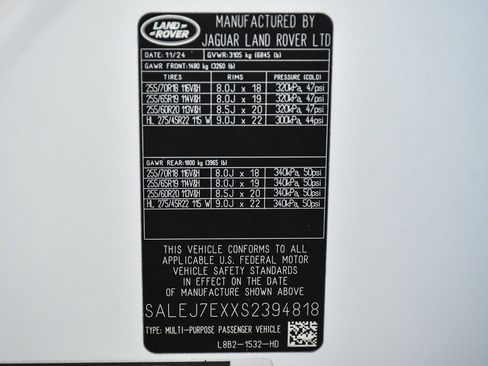 LAND ROVER
MANUFACTURED BY
JAGUAR LAND ROVER LTD
DATE: 11/24 GVWR: 3105 kg (6845 lb)
GAWR FRONT: 1480 kg (3260 lb)
TIRES RIMS PRESSURE (COLD)
255/70R18 116V&H 8.0J x 18 320kPa, 47psi
255/65R19 114V&H 8.0J x 19 320kPa, 47psi
255/60R20 113V&H 8.5J x 20 320kPa, 47psi
HL 275/45R22 115 W 9.0J x 22 300kPa, 44psi
GAWR REAR: 1800 kg (3965 lb)
255/70R18 116V&H 8.0J x 18 340kPa, 50psi
255/65R19 114V&H 8.0J x 19 340kPa, 50psi
255/60R20 113V&H 8.5J x 20 340kPa, 50psi
HL 275/45R22 115 W 9.0J x 22 340kPa, 50psi
THIS VEHICLE CONFORMS TO ALL
APPLICABLE U.S. FEDERAL MOTOR
VEHICLE SAFETY STANDARDS
IN EFFECT ON THE DATE
OF MANUFACTURE SHOWN ABOVE
SALEJ7EXXS2394818
TYPE: MULTI-PURPOSE PASSENGER VEHICLE
L8B2-1532-HD